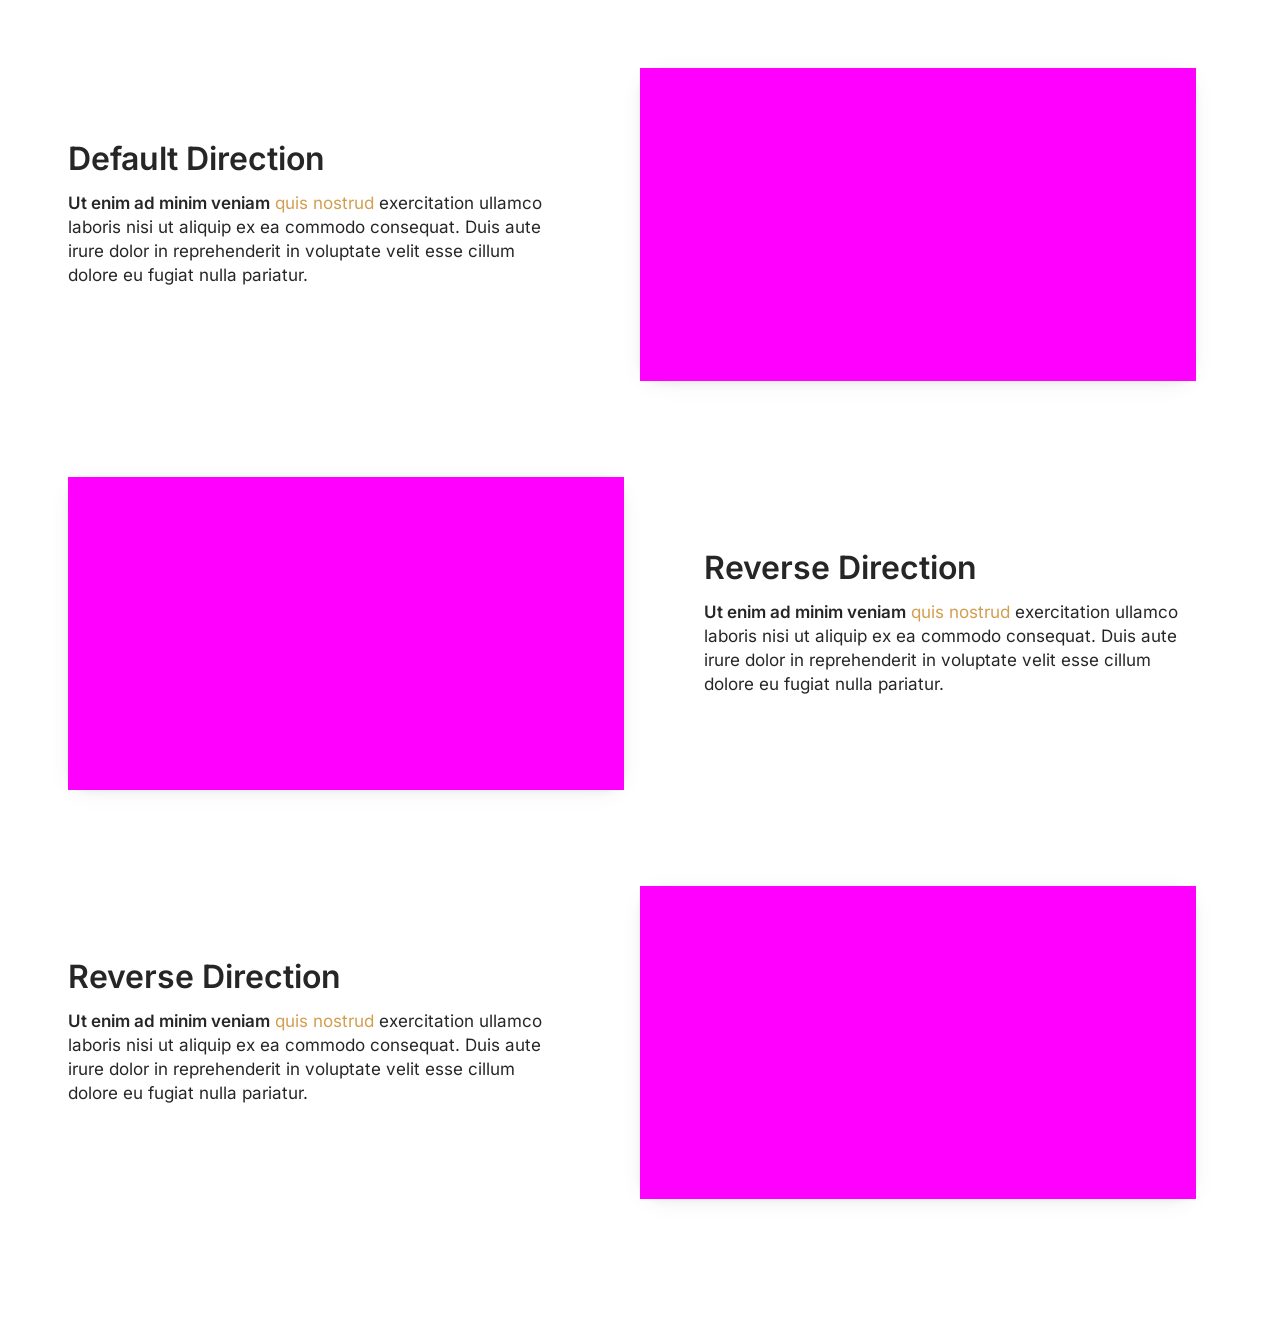 Default Direction
Ut enim ad minim veniam quis nostrud exercitation ullamco
laboris nisi ut aliquip ex ea commodo consequat. Duis aute
irure dolor in reprehenderit in voluptate velit esse cillum
dolore eu fugiat nulla pariatur.
Reverse Direction
Ut enim ad minim veniam quis nostrud exercitation ullamco
laboris nisi ut aliquip ex ea commodo consequat. Duis aute
irure dolor in reprehenderit in voluptate velit esse cillum
dolore eu fugiat nulla pariatur.
Reverse Direction
Ut enim ad minim veniam quis nostrud exercitation ullamco
laboris nisi ut aliquip ex ea commodo consequat. Duis aute
irure dolor in reprehenderit in voluptate velit esse cillum
dolore eu fugiat nulla pariatur.